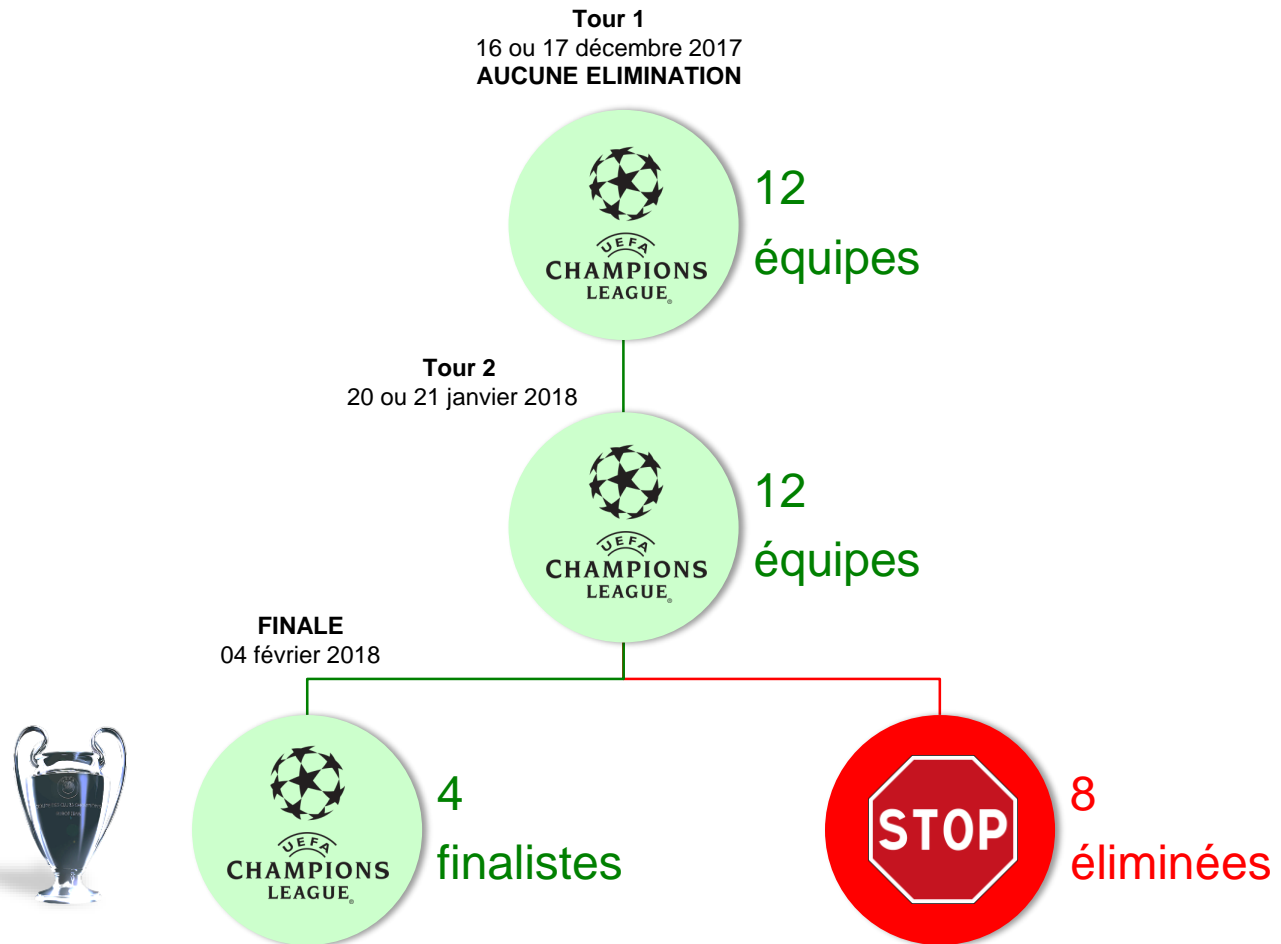 Tour 1
16 ou 17 décembre 2017
AUCUNE ELIMINATION
UEFA
CHAMPIONS
LEAGUE®
12
équipes
Tour 2
20 ou 21 janvier 2018
UEFA
CHAMPIONS
LEAGUE®
12
équipes
FINALE
04 février 2018
UEFA
CHAMPIONS
LEAGUE®
4
finalistes
STOP
8
éliminées